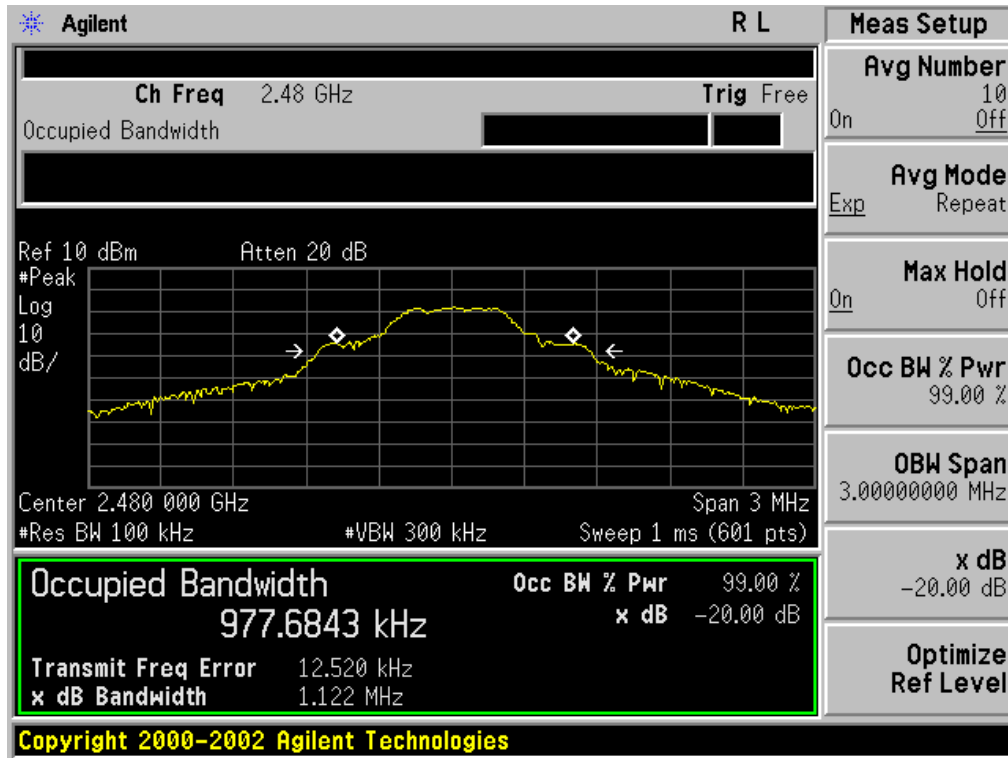 Agilent R L
Ch Freq 2.48 GHz Trig Free
Occupied Bandwidth
Ref 10 dBm Atten 20 dB
#Peak
Log
10
dB/
Center 2.480 000 GHz Span 3 MHz
#Res BW 100 kHz #VBW 300 kHz Sweep 1 ms (601 pts)
Occupied Bandwidth Occ BW % Pwr 99.00 %
977.6843 kHz x dB -20.00 dB
Transmit Freq Error 12.520 kHz
x dB Bandwidth 1.122 MHz
Copyright 2000-2002 Agilent Technologies
Meas Setup
Avg Number
10
On Off
Avg Mode
Exp Repeat
Max Hold
On Off
Occ BW % Pwr
99.00 %
OBW Span
3.00000000 MHz
x dB
-20.00 dB
Optimize
Ref Level